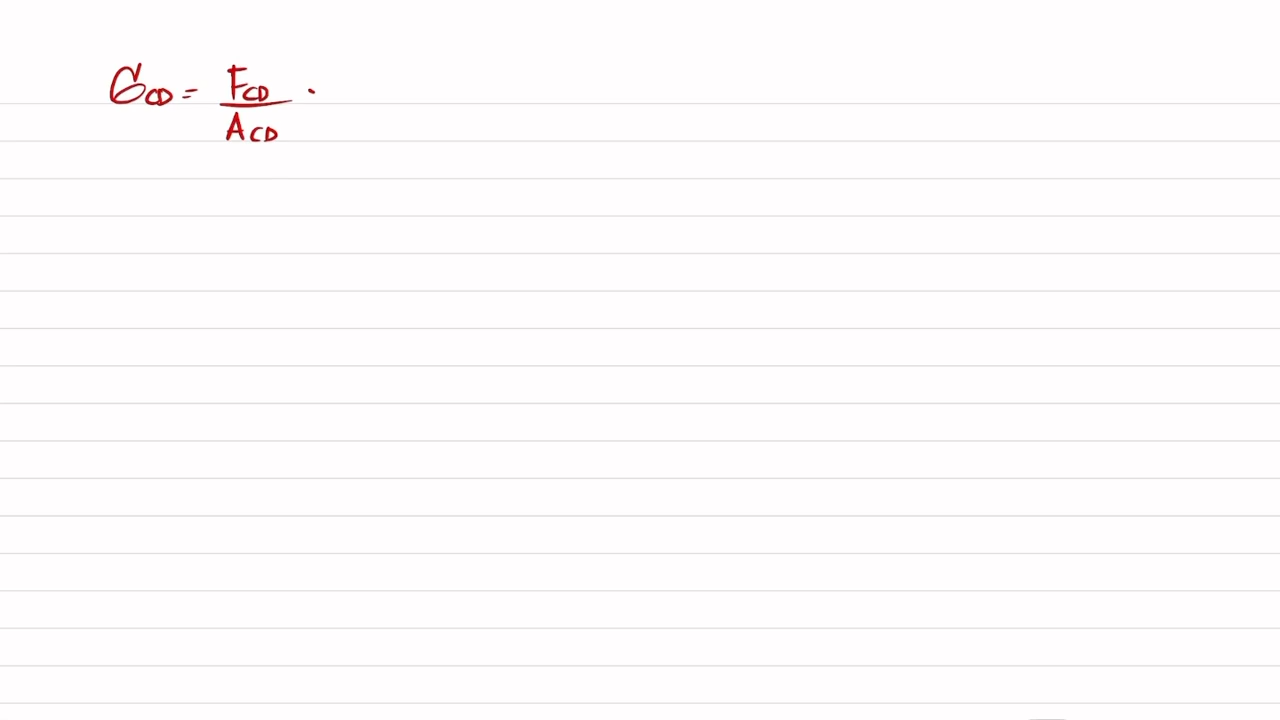 σCD = FCD / ACD